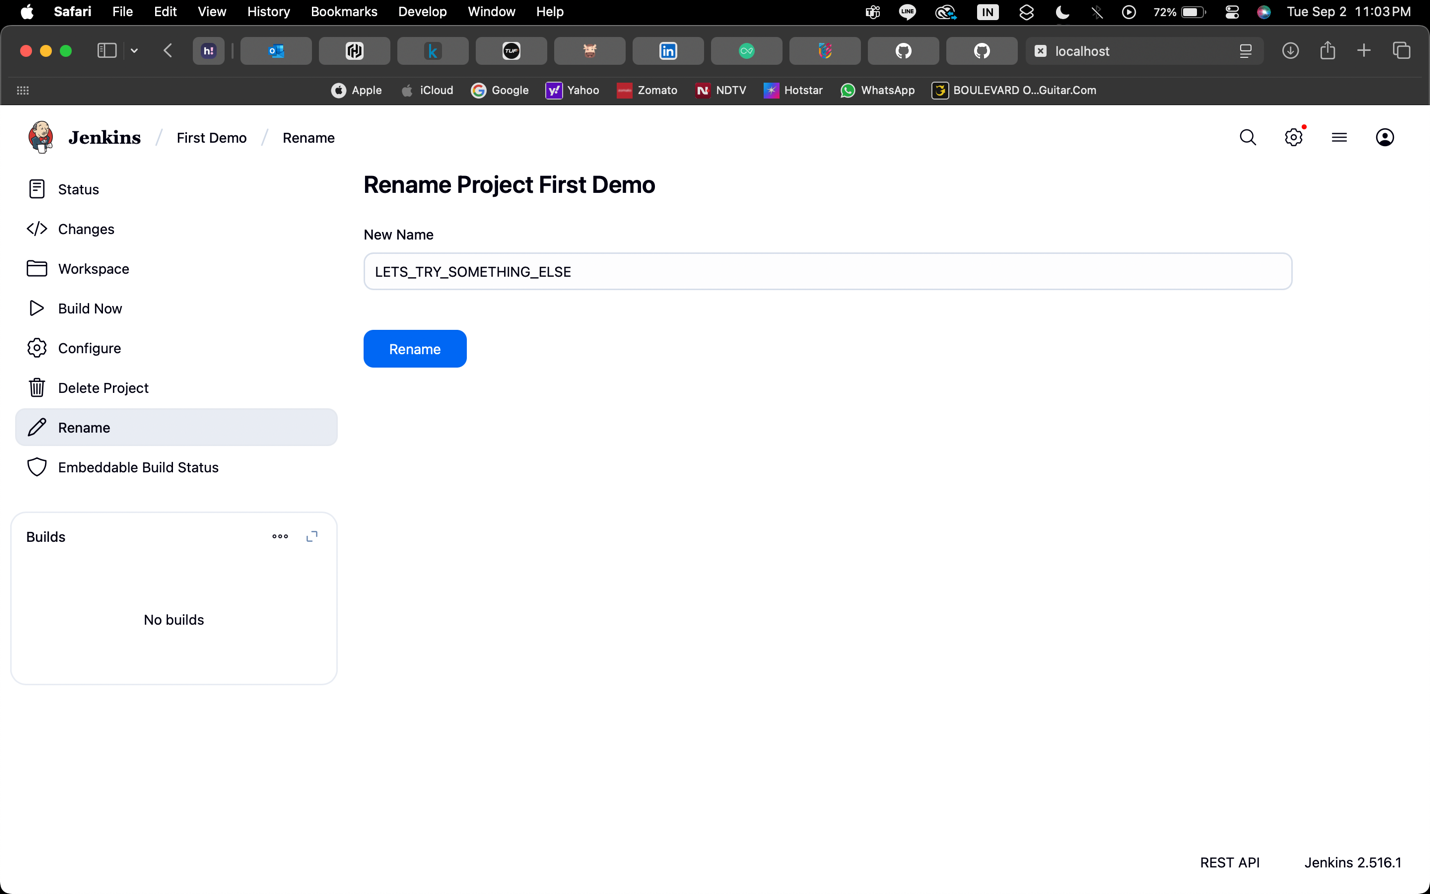 Safari File Edit View History Bookmarks Develop Window Help LINE IN 72% Tue Sep 2 11:03 PM
h! k TUF in localhost
Apple iCloud Google Yahoo Zomato NDTV Hotstar WhatsApp BOULEVARD O...Guitar.Com
Jenkins / First Demo / Rename
Status
Changes
Workspace
Build Now
Configure
Delete Project
Rename
Embeddable Build Status
Builds
No builds
Rename Project First Demo
New Name
LETS_TRY_SOMETHING_ELSE
Rename
REST API Jenkins 2.516.1